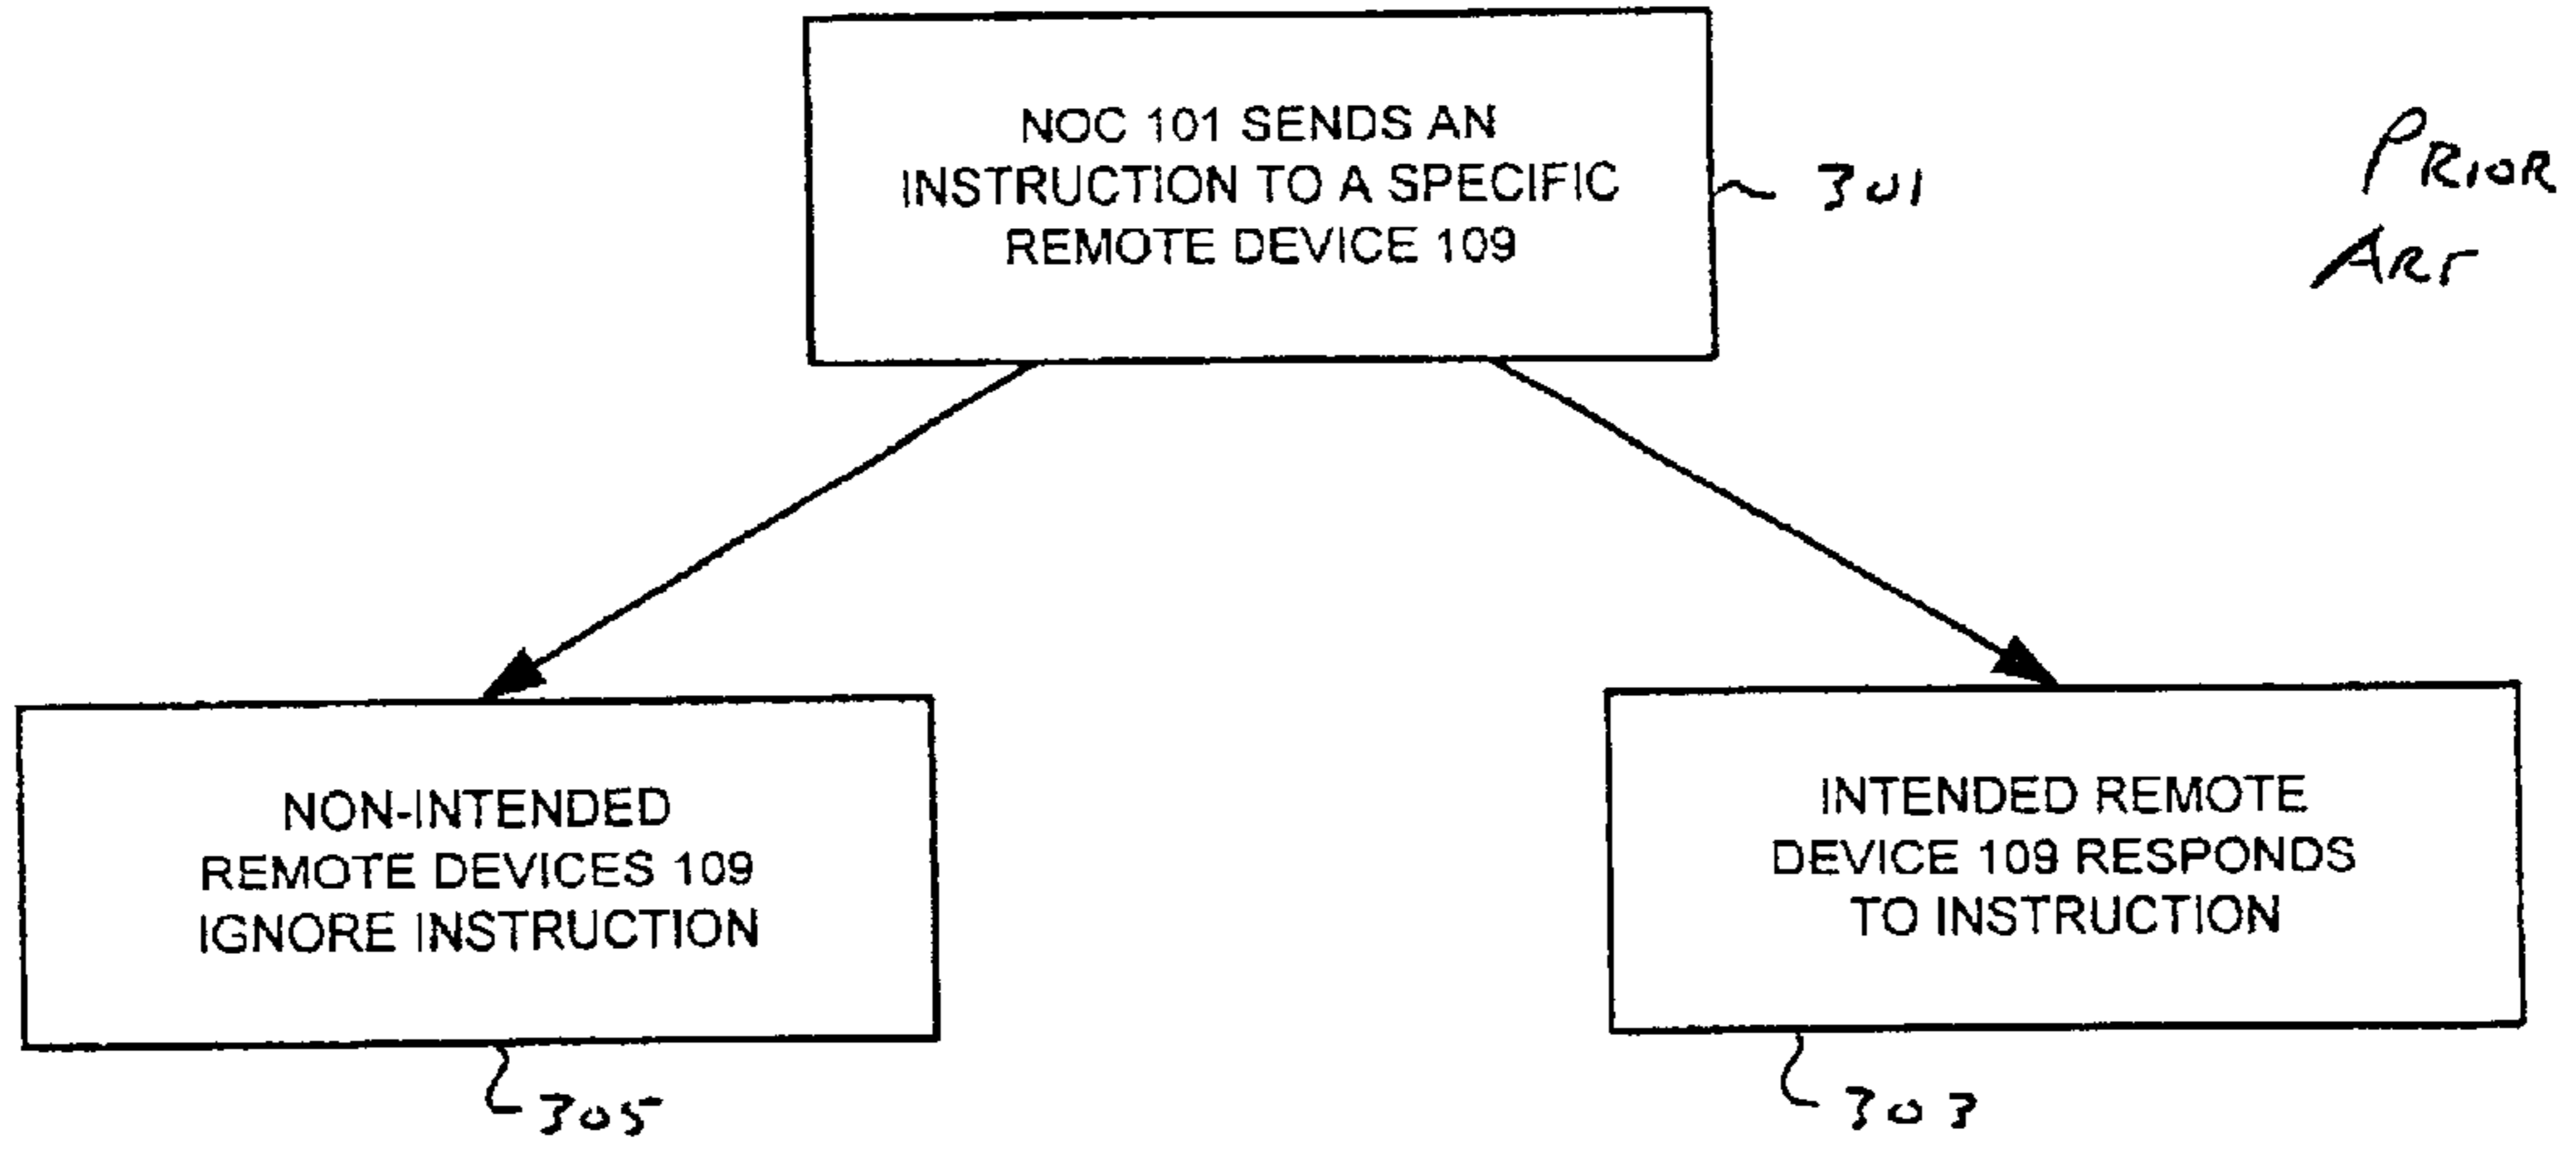 NOC 101 SENDS AN
INSTRUCTION TO A SPECIFIC
REMOTE DEVICE 109
301
PRIOR
ART
NON-INTENDED
REMOTE DEVICES 109
IGNORE INSTRUCTION
305
INTENDED REMOTE
DEVICE 109 RESPONDS
TO INSTRUCTION
303